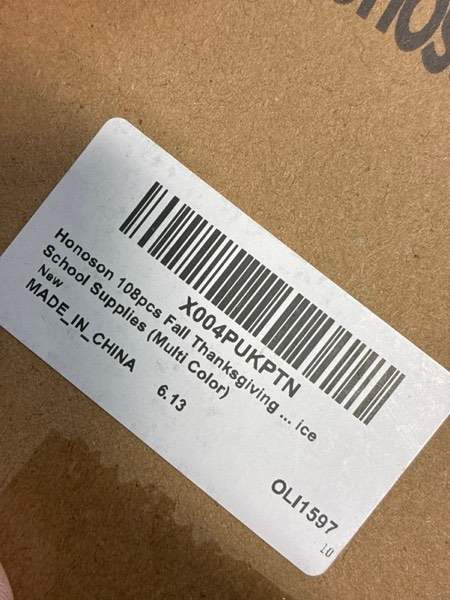 X004PUKPTN
Honoson 108pcs Fall Thanksgiving ... ice
School Supplies (Multi Color)
New
MADE_IN_CHINA
6.13
OLI1597
10